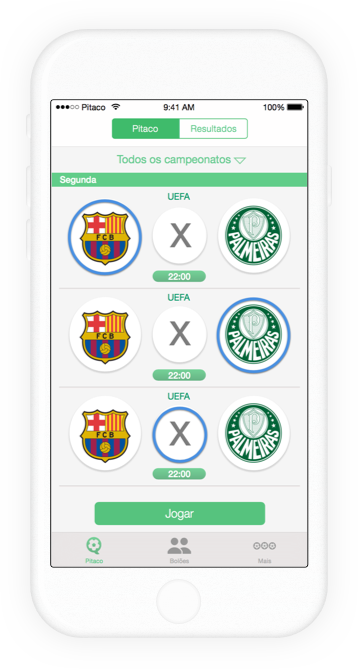 Pitaco 9:41 AM 100%
Pitaco Resultados
Todos os campeonatos
Segunda
UEFA
FCB X PALMEIRAS
22:00
UEFA
FCB X PALMEIRAS
22:00
UEFA
FCB X PALMEIRAS
22:00
Jogar
Pitaco Bolões Mais